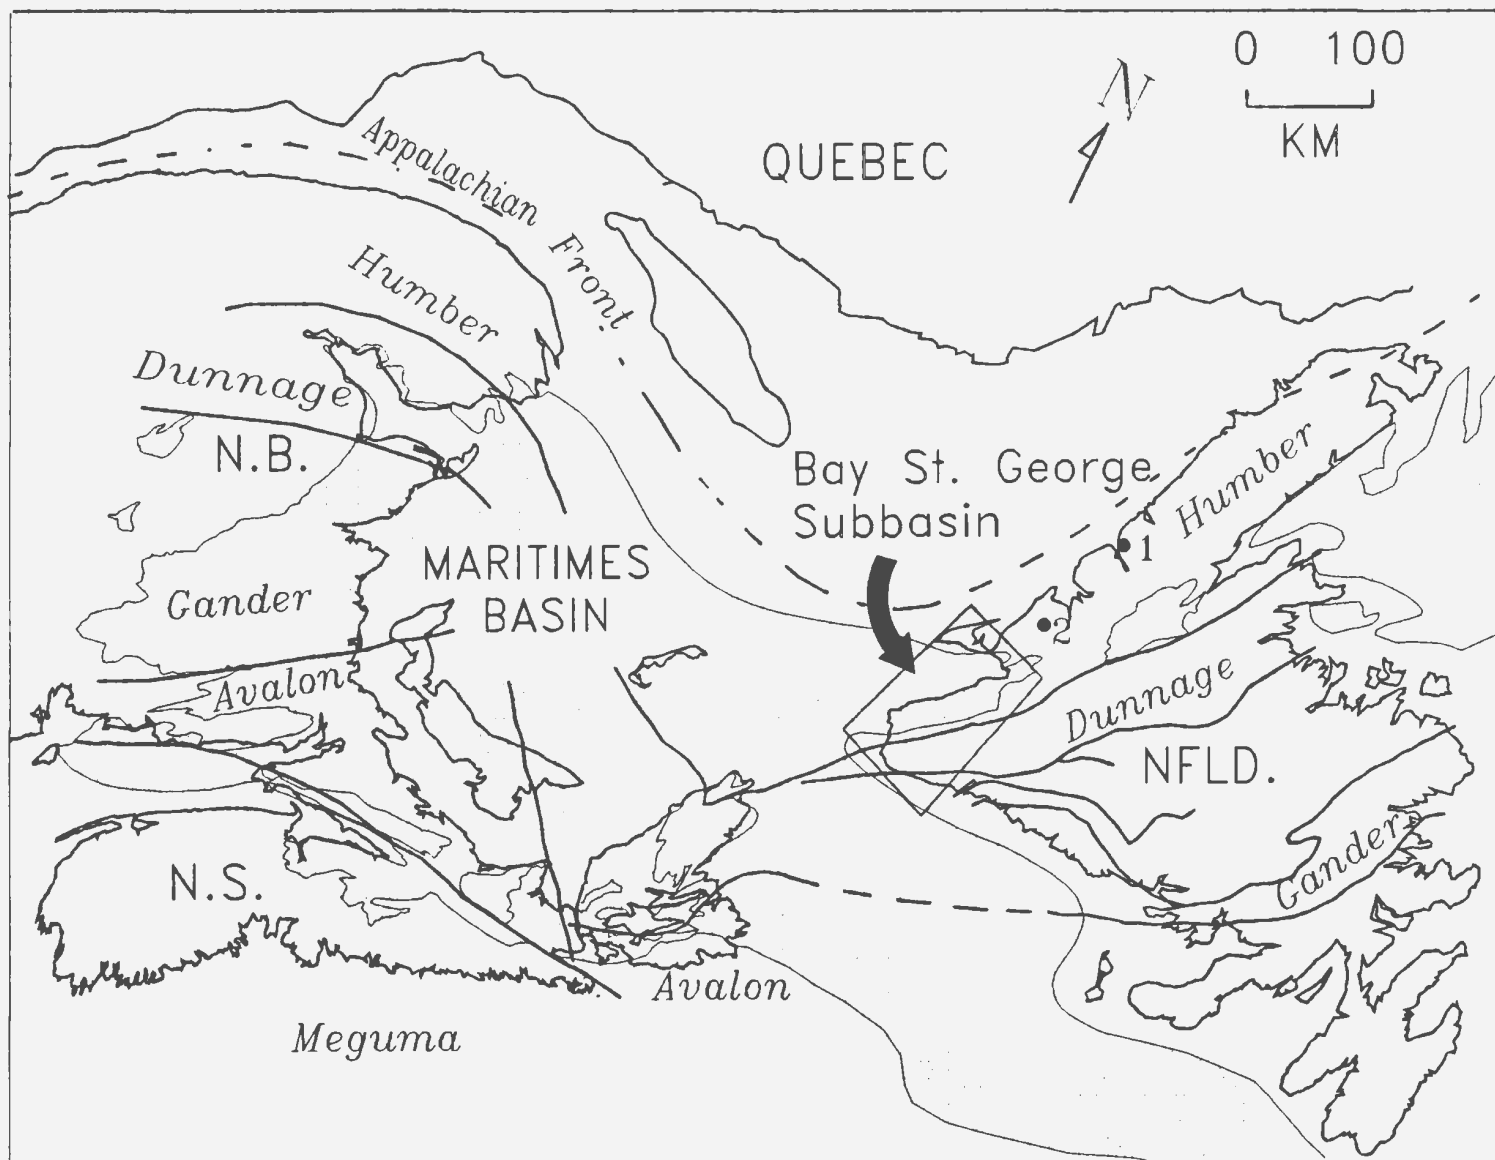 0 100
KM
N
QUEBEC
Appalachian Front
Humber
Dunnage
N.B.
Bay St. George
Subbasin
Humber
1
MARITIMES
BASIN
Gander
2
Avalon
Dunnage
NFLD.
Gander
N.S.
Avalon
Meguma